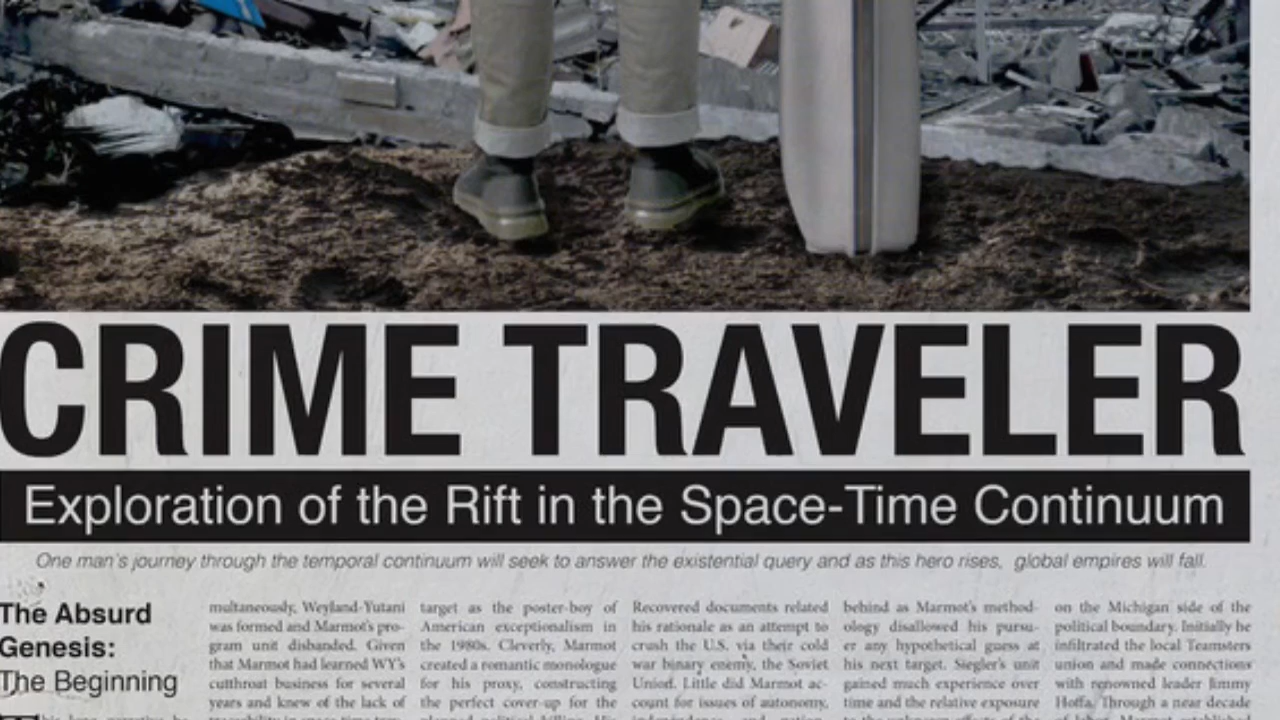 CRIME TRAVELER
Exploration of the Rift in the Space-Time Continuum
One man's journey through the temporal continuum will seek to answer the existential query and as this hero rises, global empires will fall.
The Absurd
Genesis:
The Beginning
multaneously, Weyland-Yutani
was formed and Marmot's pro-
gram unit disbanded. Given
that Marmot had learned WY's
cutthroat business for several
years and knew of the lack of
target as the poster-boy of
American exceptionalism in
the 1980s. Cleverly, Marmot
created a romantic monologue
for his proxy, constructing
the perfect cover-up for the
Recovered documents related
his rationale as an attempt to
crush the U.S. via their cold
war binary enemy, the Soviet
Union. Little did Marmot ac-
count for issues of autonomy,
behind as Marmot's method-
ology disallowed his pursu-
er any hypothetical guess at
his next target. Siegler's unit
gained much experience over
time and the relative exposure
on the Michigan side of the
political boundary. Initially he
infiltrated the local Teamsters
union and made connections
with renowned leader Jimmy
Hoffa. Through a near decade